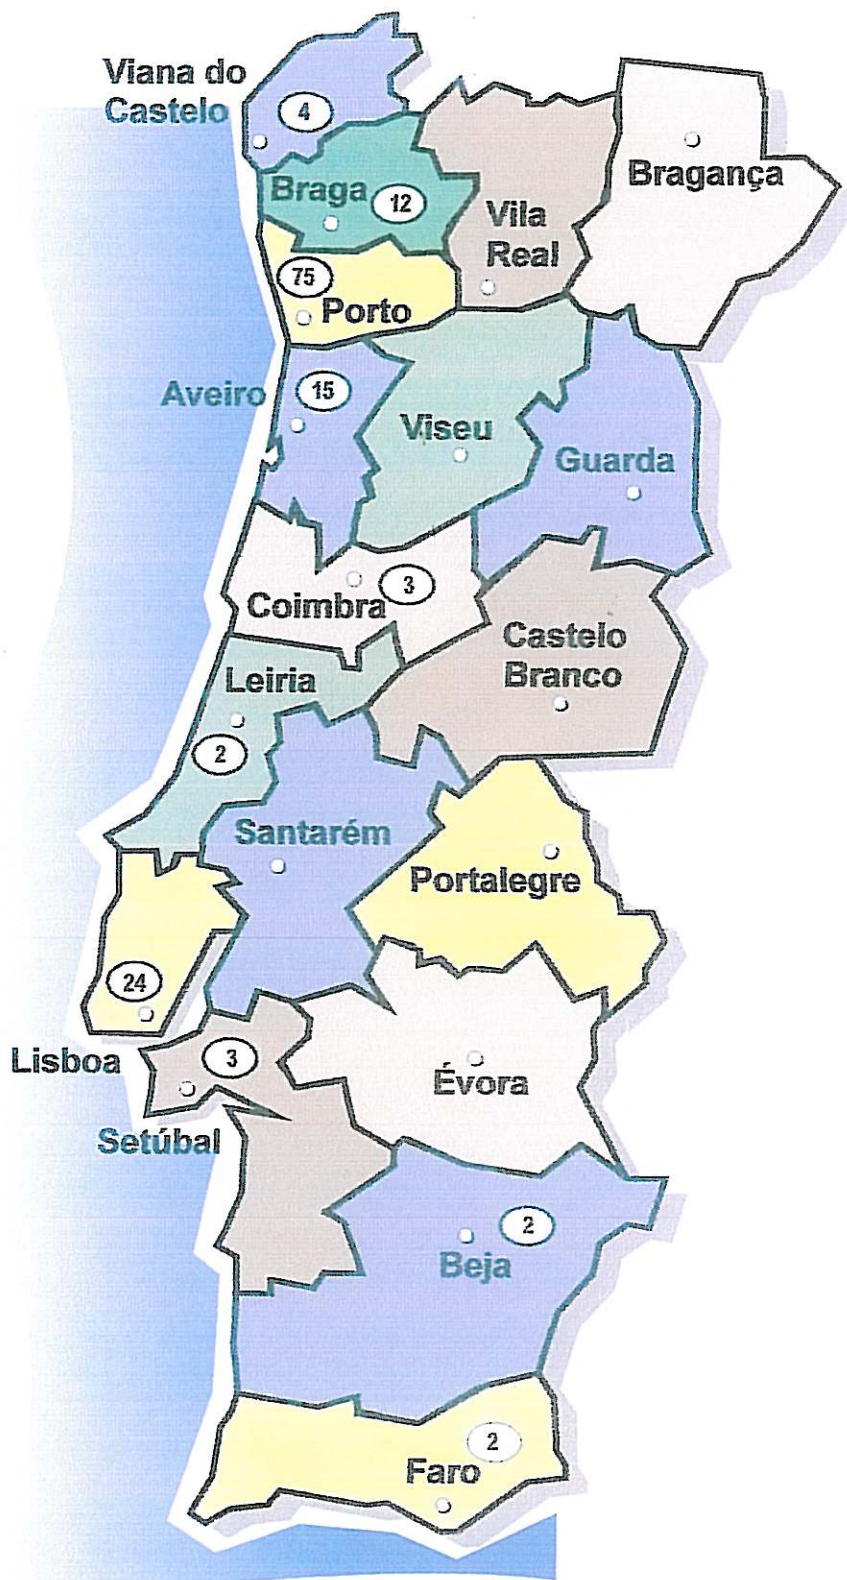 Viana do
Castelo
4
Bragança
Braga
12
Vila
Real
75
Porto
Aveiro
15
Viseu
Guarda
Coimbra
3
Castelo
Branco
Leiria
2
Santarém
Portalegre
24
Lisboa
3
Évora
Setúbal
2
Beja
2
Faro